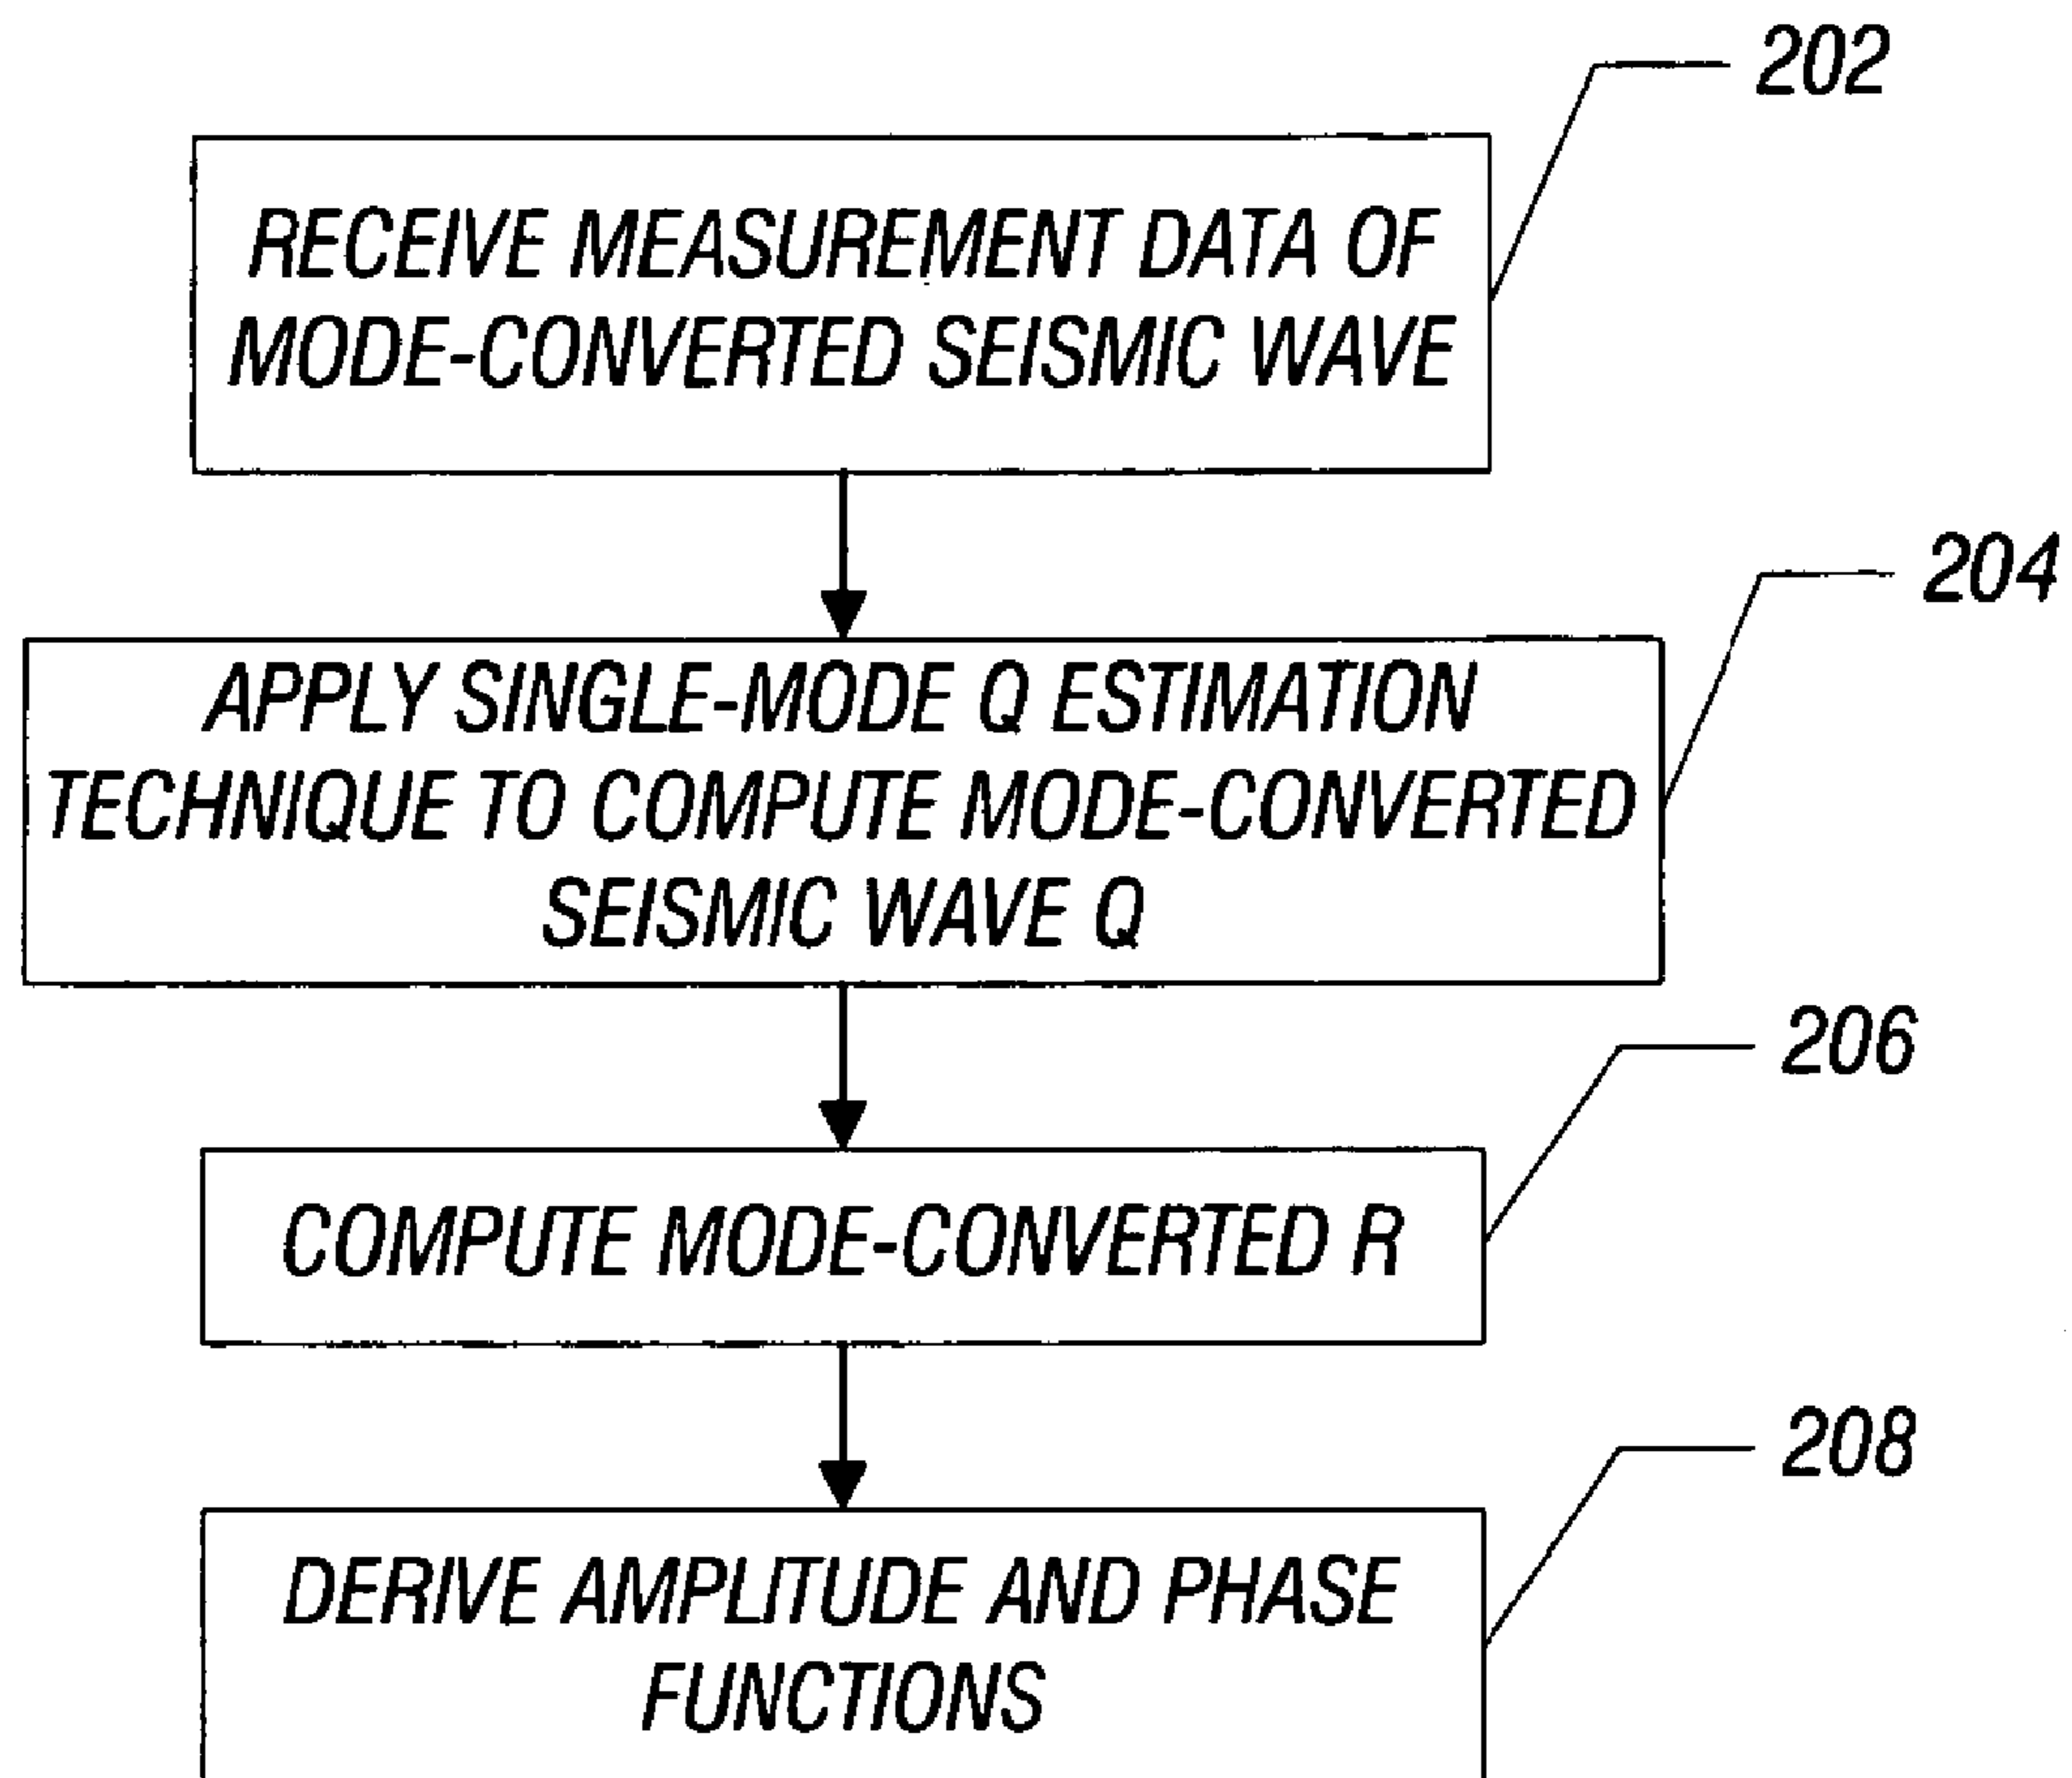 202
RECEIVE MEASUREMENT DATA OF
MODE-CONVERTED SEISMIC WAVE
204
APPLY SINGLE-MODE Q ESTIMATION
TECHNIQUE TO COMPUTE MODE-CONVERTED
SEISMIC WAVE Q
206
COMPUTE MODE-CONVERTED R
208
DERIVE AMPLITUDE AND PHASE
FUNCTIONS